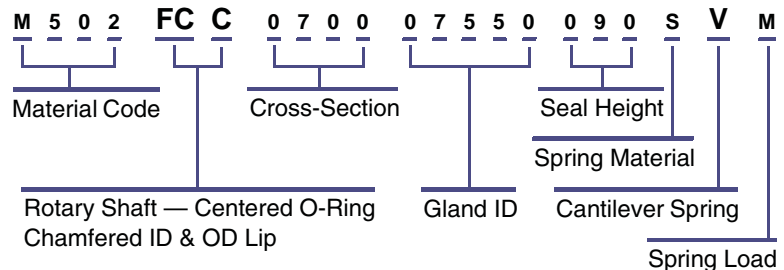 M 5 0 2 FC C 0 7 0 0 0 7 5 5 0 0 9 0 S V M
Material Code Cross-Section Seal Height
Spring Material
Rotary Shaft — Centered O-Ring Gland ID Cantilever Spring
Chamfered ID & OD Lip
Spring Load